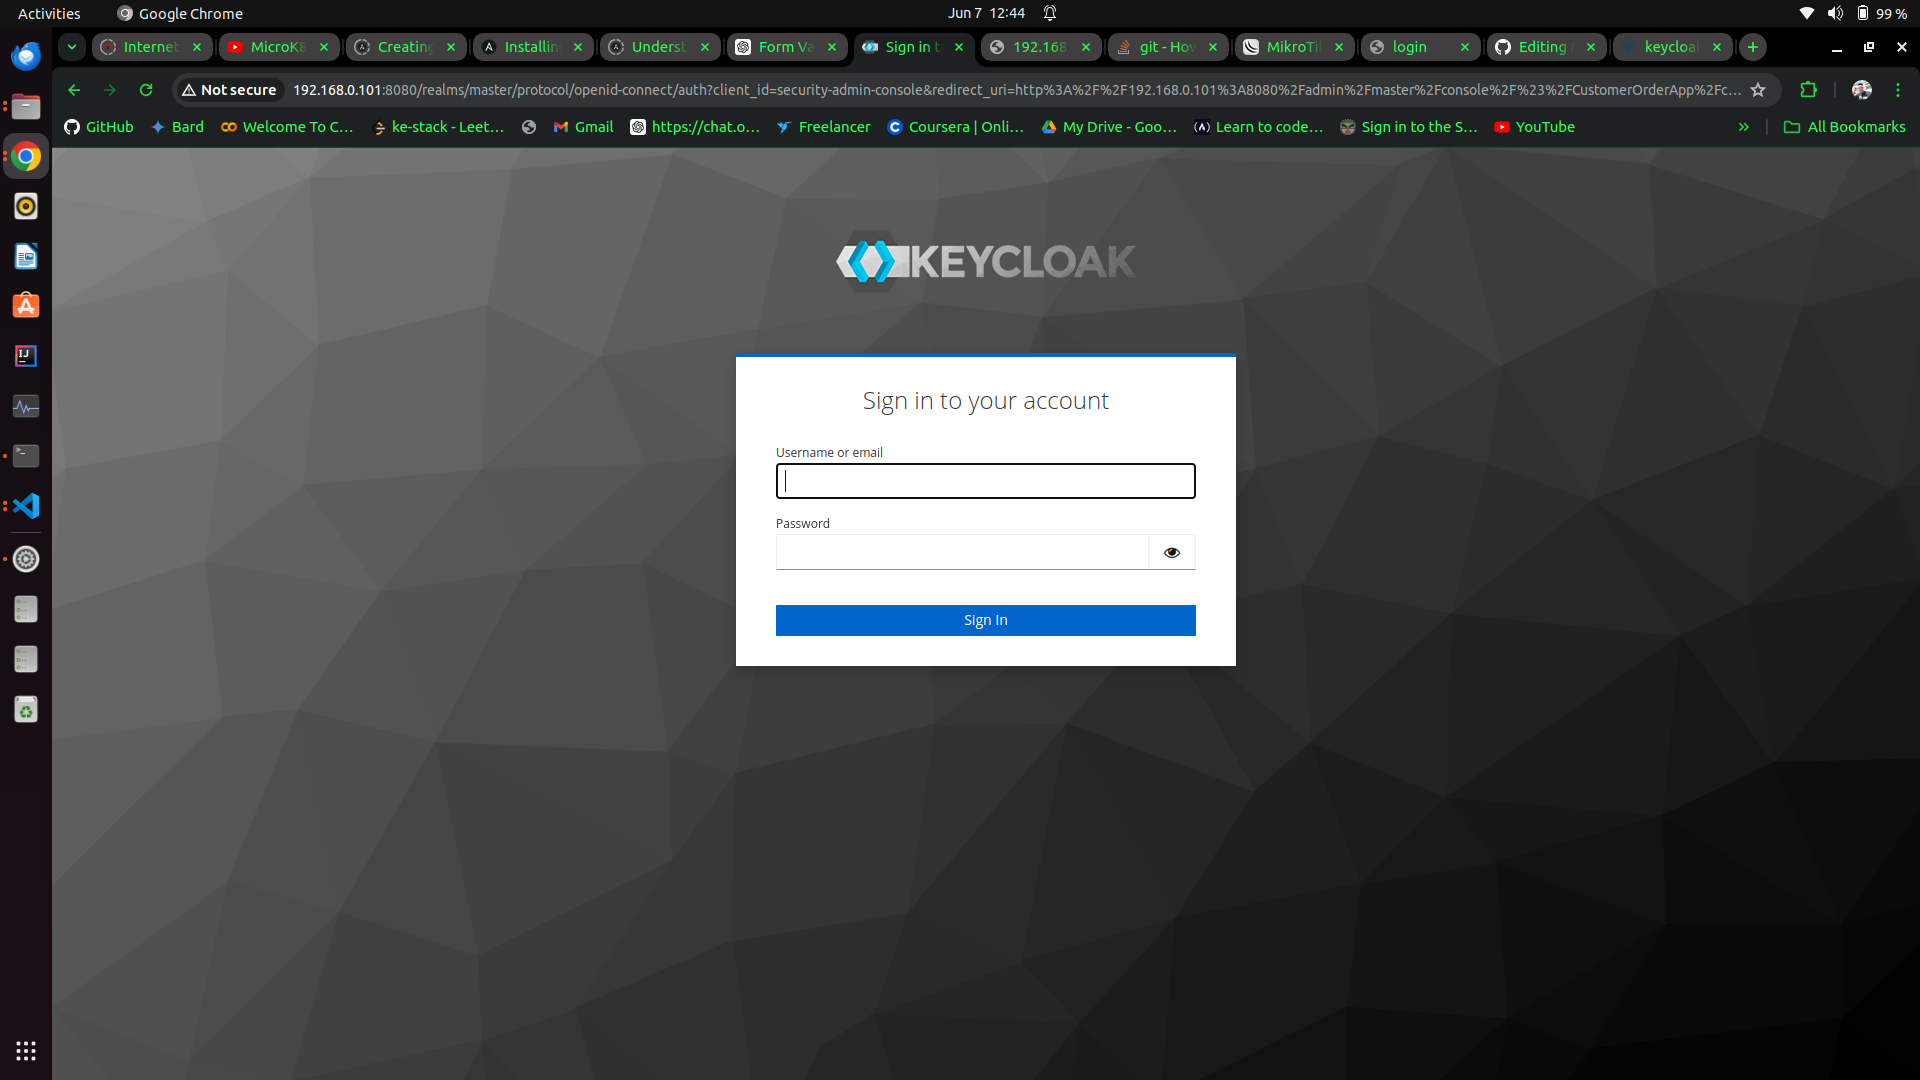 Activities
Google Chrome
Jun 7 12:44
99 %
Internet
MicroK8
Creating
Installin
Underst
Form Va
Sign in t
192.168
git - Hov
MikroTi
login
Editing
keycloa
Not secure
192.168.0.101:8080/realms/master/protocol/openid-connect/auth?client_id=security-admin-console&redirect_uri=http%3A%2F%2F192.168.0.101%3A8080%2Fadmin%2Fmaster%2Fconsole%2F%23%2FCustomerOrderApp%2Fc...
GitHub
Bard
Welcome To C...
ke-stack - Leet...
Gmail
https://chat.o...
Freelancer
Coursera | Onli...
My Drive - Goo...
Learn to code...
Sign in to the S...
YouTube
All Bookmarks
KEYCLOAK
Sign in to your account
Username or email
Password
Sign In